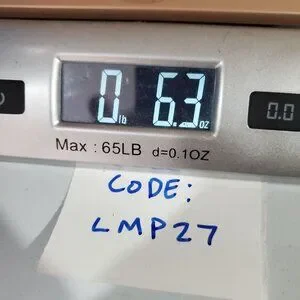 0 lb 6.3 oz
0.0
Max : 65LB d=0.1OZ
CODE:
LMP27